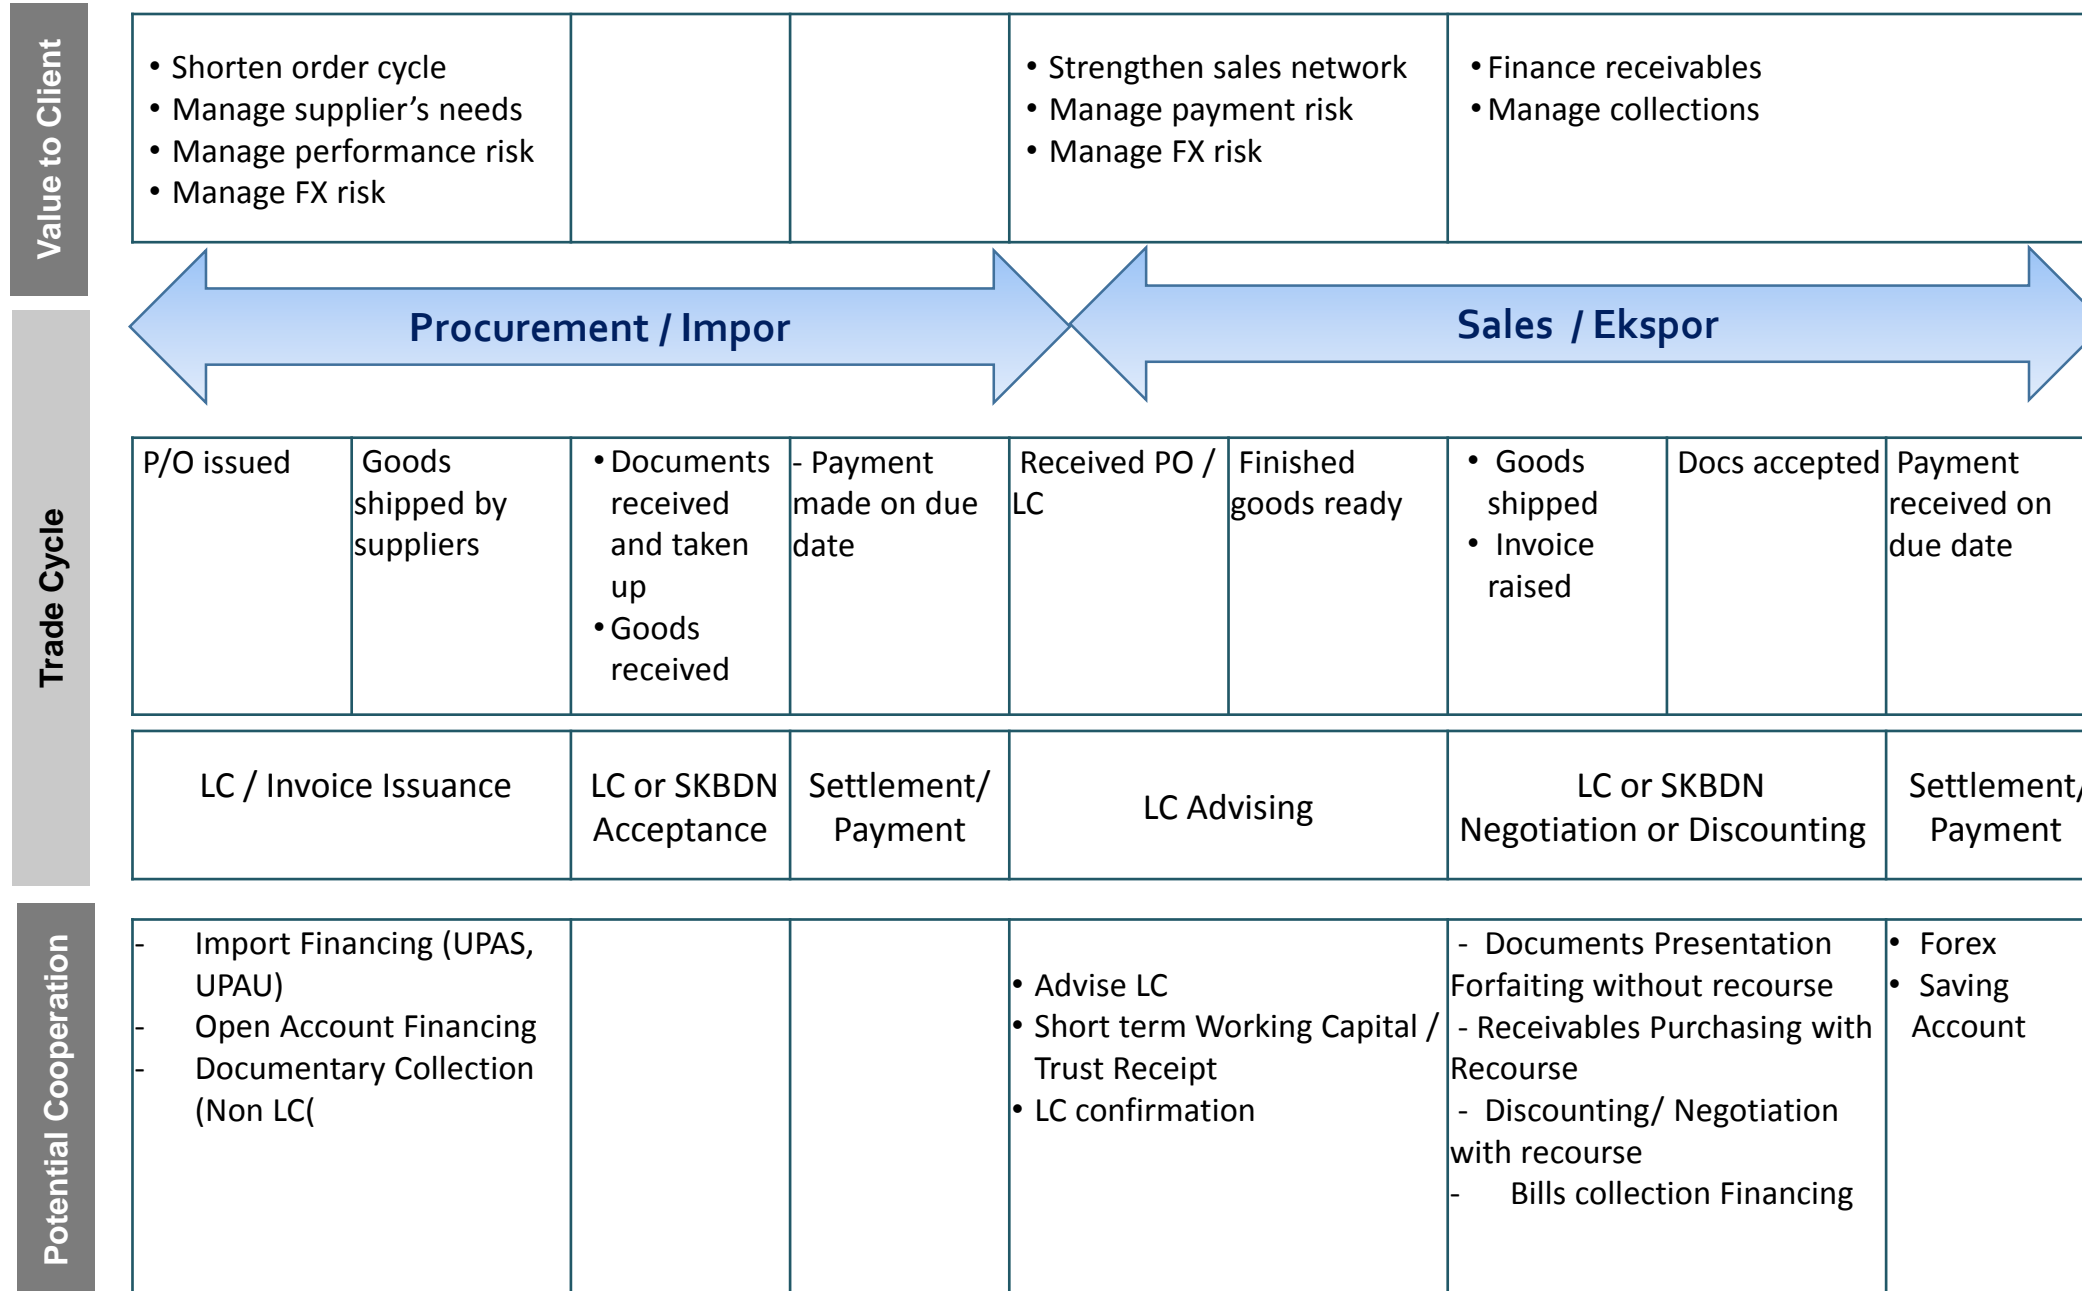 Value to Client
• Shorten order cycle
• Manage supplier’s needs
• Manage performance risk
• Manage FX risk
• Strengthen sales network
• Manage payment risk
• Manage FX risk
• Finance receivables
• Manage collections
Trade Cycle
Procurement / Impor
Sales / Ekspor
P/O issued
Goods
shipped by
suppliers
• Documents
received
and taken
up
• Goods
received
- Payment
made on due
date
Received PO /
LC
Finished
goods ready
• Goods
shipped
• Invoice
raised
Docs accepted
Payment
received on
due date
LC / Invoice Issuance
LC or SKBDN
Acceptance
Settlement/
Payment
LC Advising
LC or SKBDN
Negotiation or Discounting
Settlement/
Payment
Potential Cooperation
- Import Financing (UPAS,
UPAU)
- Open Account Financing
- Documentary Collection
(Non LC(
• Advise LC
• Short term Working Capital /
Trust Receipt
• LC confirmation
- Documents Presentation
Forfaiting without recourse
- Receivables Purchasing with
Recourse
- Discounting/ Negotiation
with recourse
- Bills collection Financing
• Forex
• Saving
Account